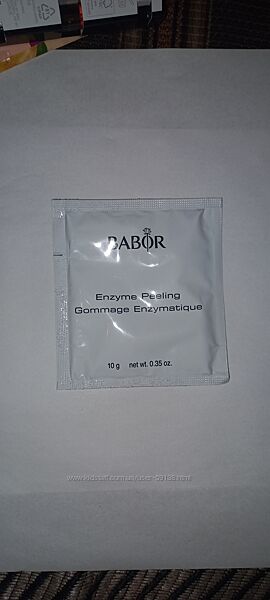 BABOR
Enzyme Peeling
Gommage Enzymatique
10 g net wt. 0.35 oz.